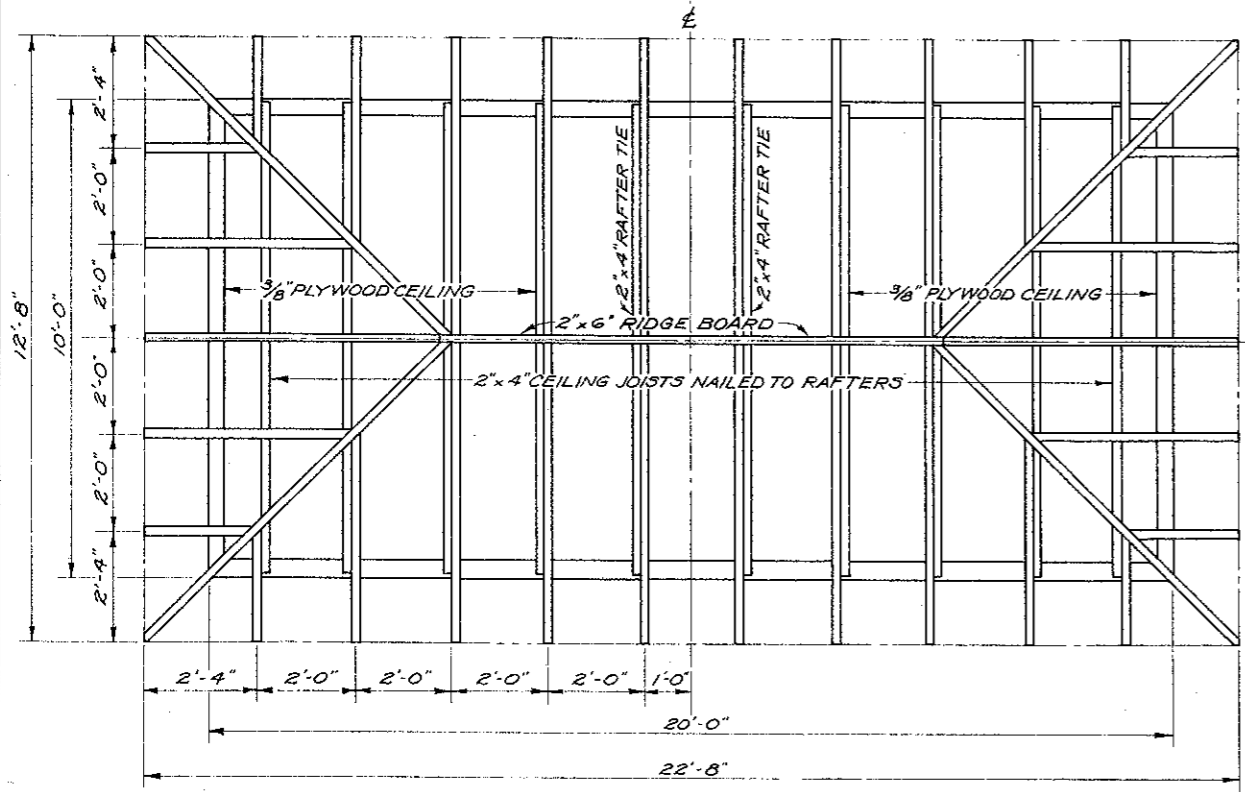 ℄
2'-4"
2'-0"
2'-0"
2'-0"
2'-0"
2'-4"
12'-8"
10'-0"
2"x4" RAFTER TIE
2"x4" RAFTER TIE
3/8" PLYWOOD CEILING
3/8" PLYWOOD CEILING
2"x6" RIDGE BOARD
2"x4" CEILING JOISTS NAILED TO RAFTERS
2'-4"
2'-0"
2'-0"
2'-0"
2'-0"
1'-0"
20'-0"
22'-8"